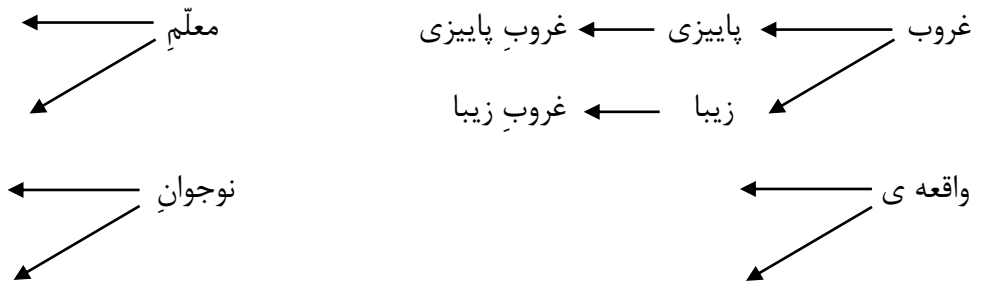 غروب پاییزی غروبِ پاییزی معلّمِ
زیبا غروبِ زیبا
واقعه ی نوجوانِ